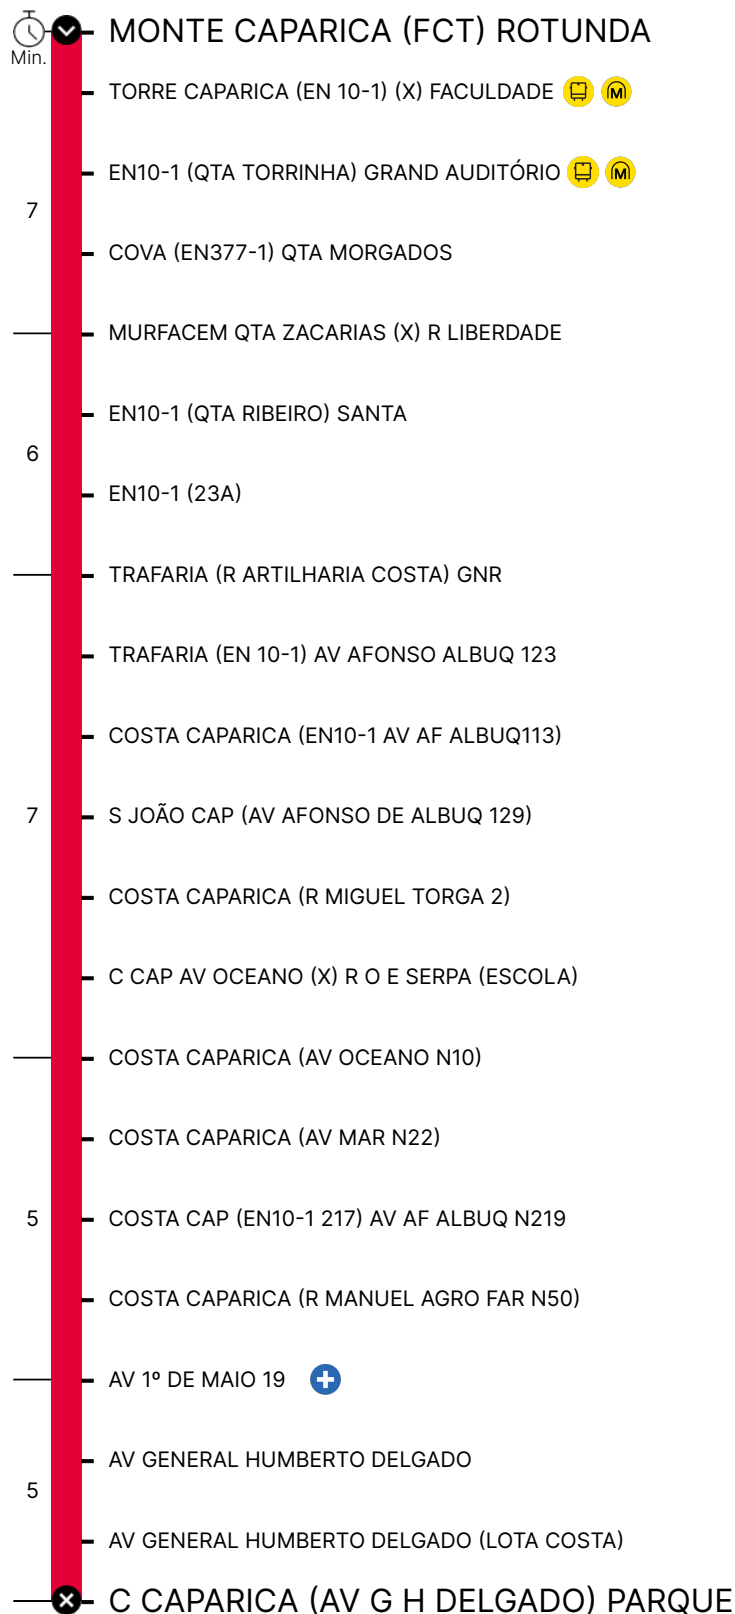 MONTE CAPARICA (FCT) ROTUNDA
Min.
TORRE CAPARICA (EN 10-1) (X) FACULDADE M
EN10-1 (QTA TORRINHA) GRAND AUDITÓRIO M
7
COVA (EN377-1) QTA MORGADOS
MURFACEM QTA ZACARIAS (X) R LIBERDADE
EN10-1 (QTA RIBEIRO) SANTA
6
EN10-1 (23A)
TRAFARIA (R ARTILHARIA COSTA) GNR
TRAFARIA (EN 10-1) AV AFONSO ALBUQ 123
COSTA CAPARICA (EN10-1 AV AF ALBUQ113)
7 S JOÃO CAP (AV AFONSO DE ALBUQ 129)
COSTA CAPARICA (R MIGUEL TORGA 2)
C CAP AV OCEANO (X) R O E SERPA (ESCOLA)
COSTA CAPARICA (AV OCEANO N10)
COSTA CAPARICA (AV MAR N22)
5 COSTA CAP (EN10-1 217) AV AF ALBUQ N219
COSTA CAPARICA (R MANUEL AGRO FAR N50)
AV 1º DE MAIO 19
AV GENERAL HUMBERTO DELGADO
5
AV GENERAL HUMBERTO DELGADO (LOTA COSTA)
C CAPARICA (AV G H DELGADO) PARQUE